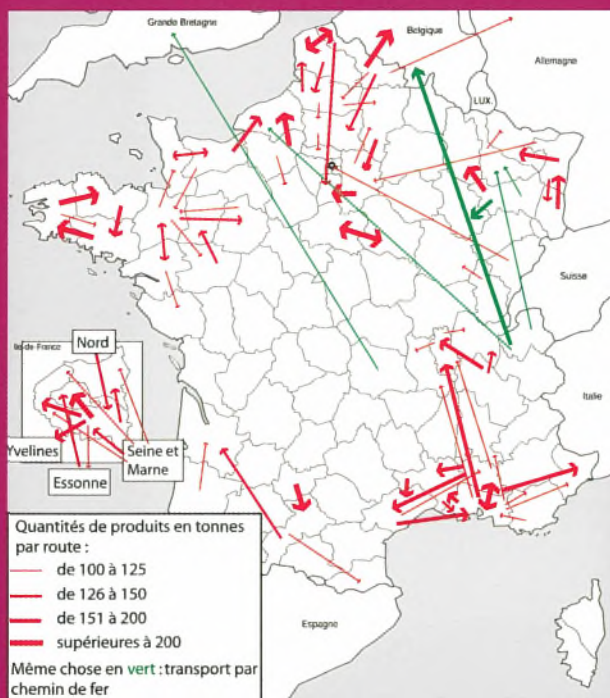 Grande Bretagne
Belgique
Allemagne
LUX.
Suisse
Italie
Ile de France
Nord
Yvelines
Seine et
Marne
Essonne
Espagne
Quantités de produits en tonnes
par route :
de 100 à 125
de 126 à 150
de 151 à 200
supérieures à 200
Même chose en vert : transport par
chemin de fer